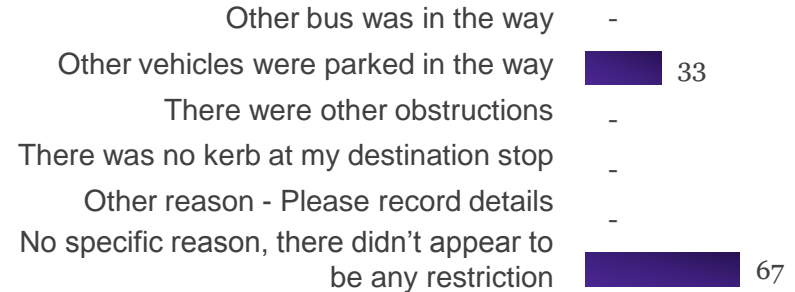 Other bus was in the way -
Other vehicles were parked in the way 33
There were other obstructions -
There was no kerb at my destination stop -
Other reason - Please record details -
No specific reason, there didn't appear to
be any restriction 67